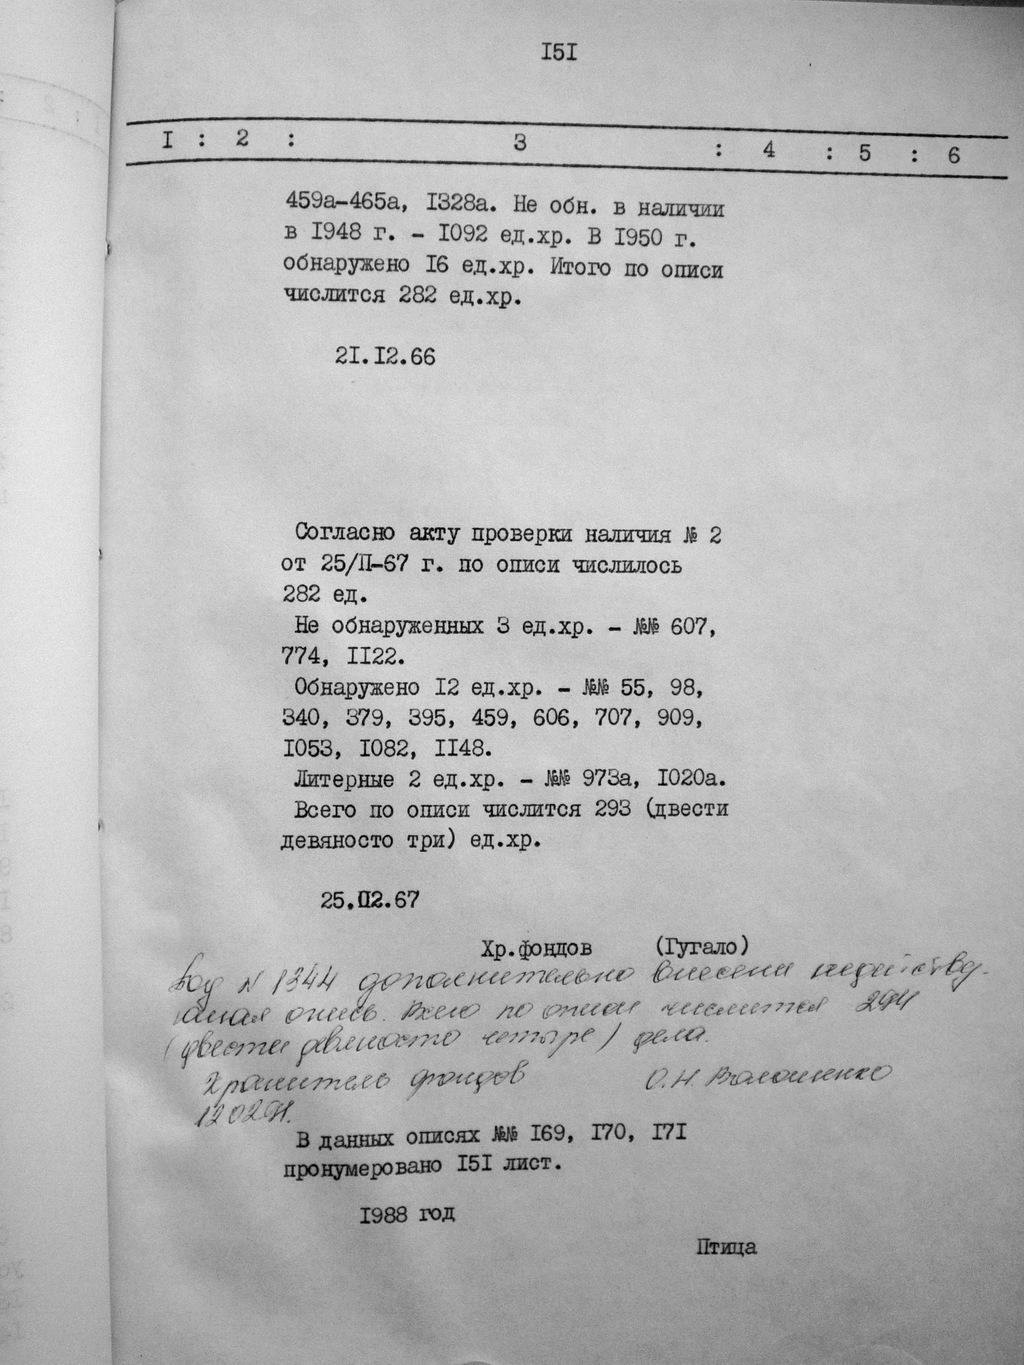 I5I
I : 2 : 3 : 4 : 5 : 6
459а-465а, I328а. Не обн. в наличии
в I948 г. - I092 ед.хр. В I950 г.
обнаружено I6 ед.хр. Итого по описи
числится 282 ед.хр.
2I.I2.66
Согласно акту проверки наличия № 2
от 25/П-67 г. по описи числилось
282 ед.
Не обнаруженных 3 ед.хр. - №№ 607,
774, II22.
Обнаружено I2 ед.хр. - №№ 55, 98,
340, 379, 395, 459, 606, 707, 909,
I053, I082, II48.
Литерные 2 ед.хр. - №№ 973а, I020а.
Всего по описи числится 293 (двести
девяносто три) ед.хр.
25.02.67
Хр.фондов (Гугало)
Под N 1344 дополнительно внесена недейств.
опись. Всего по описи числится 294
(двести девяносто четыре) дела.
Хранитель фондов О.Н. Волошенко
В данных описях №№ I69, I70, I7I
пронумеровано I5I лист.
I988 год
Птица